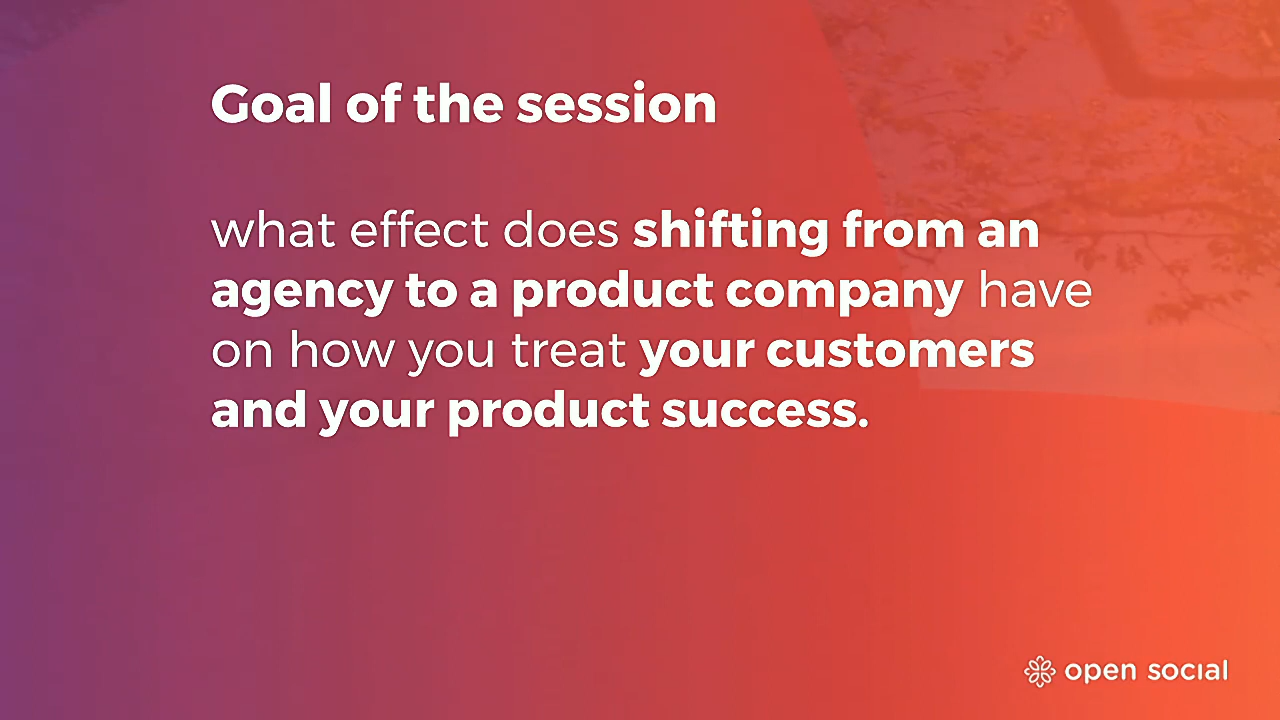 Goal of the session
what effect does shifting from an
agency to a product company have
on how you treat your customers
and your product success.
open social